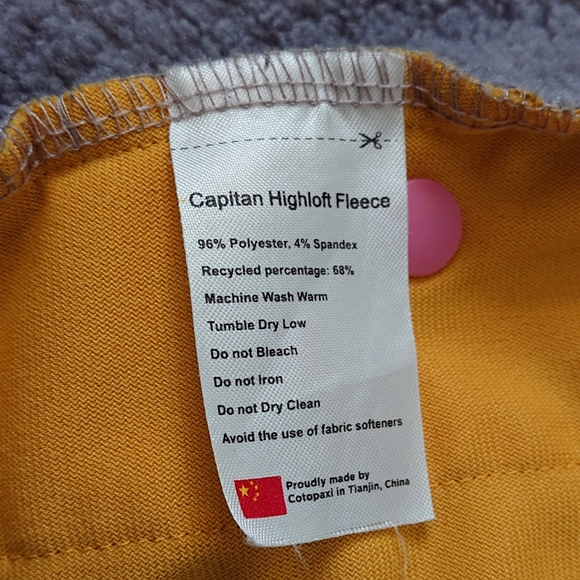 Capitan Highloft Fleece
96% Polyester, 4% Spandex
Recycled percentage: 68%
Machine Wash Warm
Tumble Dry Low
Do not Bleach
Do not Iron
Do not Dry Clean
Avoid the use of fabric softeners
Proudly made by
Cotopaxi in Tianjin, China